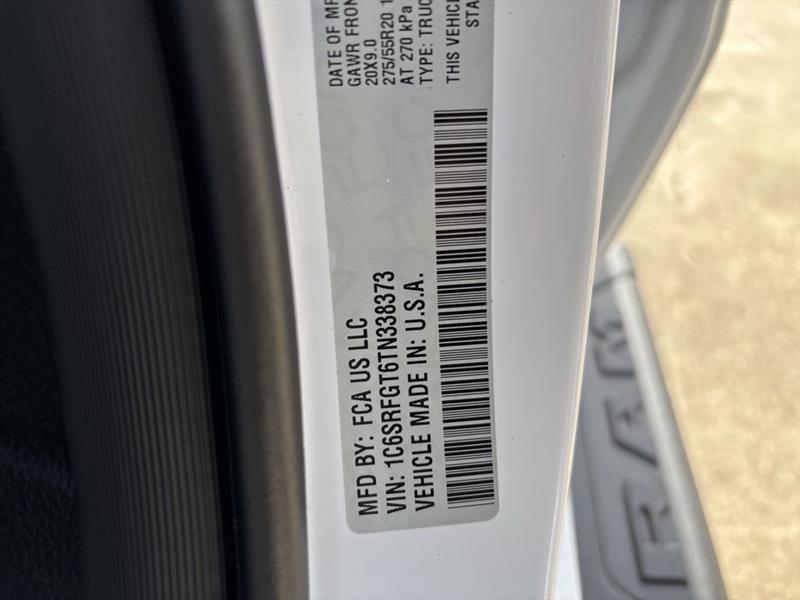 MFD BY: FCA US LLC
VIN: 1C6SRFGT6TN338373
VEHICLE MADE IN: U.S.A.
DATE OF
GAWR FRON
20X9.0
275/55R20 1
AT 270 kPa
TYPE: TRUC
THIS VEHICLE
STA
RAM